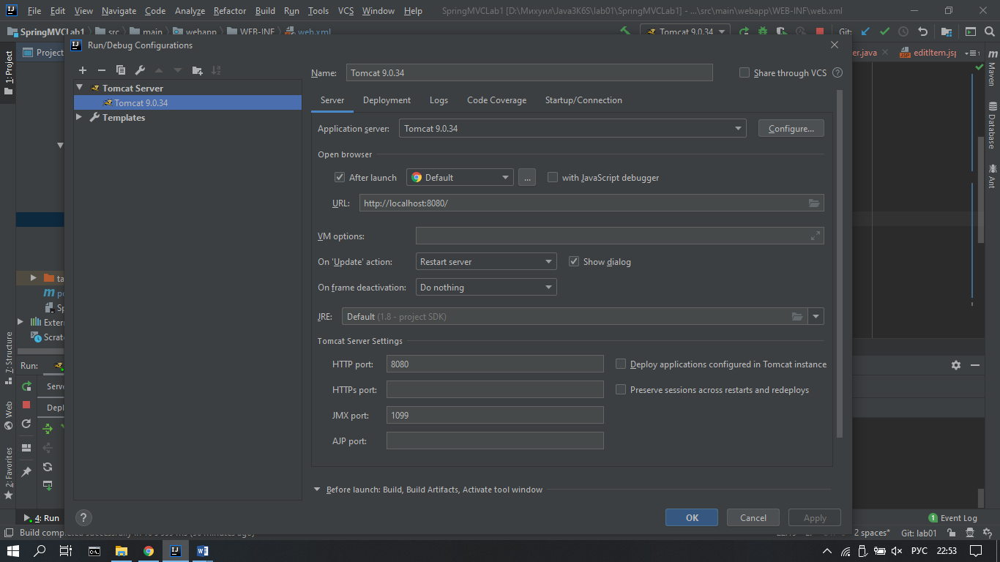 File Edit View Navigate Code Analyze Refactor Build Run Tools VCS Window Help SpringMVCLab1 [D:\Михуил\Java3K6S\lab01\SpringMVCLab1] - ...\src\main\webapp\WEB-INF\web.xml
SpringMVCLab1 src main webapp WEB-INF web.xml Tomcat 9.0.34 Git:
Run/Debug Configurations
1: Project
Project
er.java editItem.jsp
Maven
Database
Ant
Name: Tomcat 9.0.34 Share through VCS
Tomcat Server
Tomcat 9.0.34
Templates
Server Deployment Logs Code Coverage Startup/Connection
Application server: Tomcat 9.0.34 Configure...
Open browser
After launch Default ... with JavaScript debugger
URL: http://localhost:8080/
VM options:
On 'Update' action: Restart server Show dialog
On frame deactivation: Do nothing
JRE: Default (1.8 - project SDK)
Tomcat Server Settings
HTTP port: 8080 Deploy applications configured in Tomcat instance
HTTPs port: Preserve sessions across restarts and redeploys
JMX port: 1099
AJP port:
Before launch: Build, Build Artifacts, Activate tool window
OK Cancel Apply
ta
po
Sp
Exter
Scrat
Run:
Serve
Depl
Z: Structure
Web
2: Favorites
4: Run
Event Log
Build
2 spaces* Git: lab01
РУС 22:53